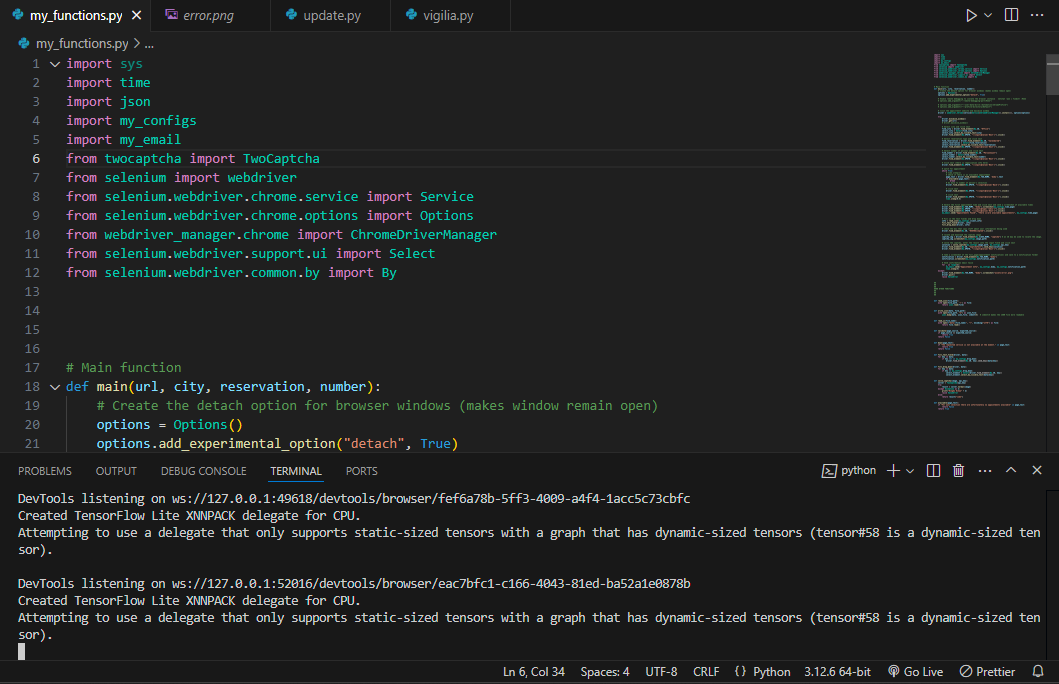 my_functions.py
error.png
update.py
vigilia.py
my_functions.py > ...
1 import sys
2 import time
3 import json
4 import my_configs
5 import my_email
6 from twocaptcha import TwoCaptcha
7 from selenium import webdriver
8 from selenium.webdriver.chrome.service import Service
9 from selenium.webdriver.chrome.options import Options
10 from webdriver_manager.chrome import ChromeDriverManager
11 from selenium.webdriver.support.ui import Select
12 from selenium.webdriver.common.by import By
13
14
15
16
17 # Main function
18 def main(url, city, reservation, number):
19     # Create the detach option for browser windows (makes window remain open)
20     options = Options()
21     options.add_experimental_option("detach", True)
PROBLEMS OUTPUT DEBUG CONSOLE TERMINAL PORTS python
DevTools listening on ws://127.0.0.1:49618/devtools/browser/fef6a78b-5ff3-4009-a4f4-1acc5c73cbfc
Created TensorFlow Lite XNNPACK delegate for CPU.
Attempting to use a delegate that only supports static-sized tensors with a graph that has dynamic-sized tensors (tensor#58 is a dynamic-sized ten
sor).
DevTools listening on ws://127.0.0.1:52016/devtools/browser/eac7bfc1-c166-4043-81ed-ba52a1e0878b
Created TensorFlow Lite XNNPACK delegate for CPU.
Attempting to use a delegate that only supports static-sized tensors with a graph that has dynamic-sized tensors (tensor#58 is a dynamic-sized ten
sor).
Ln 6, Col 34 Spaces: 4 UTF-8 CRLF {} Python 3.12.6 64-bit Go Live Prettier